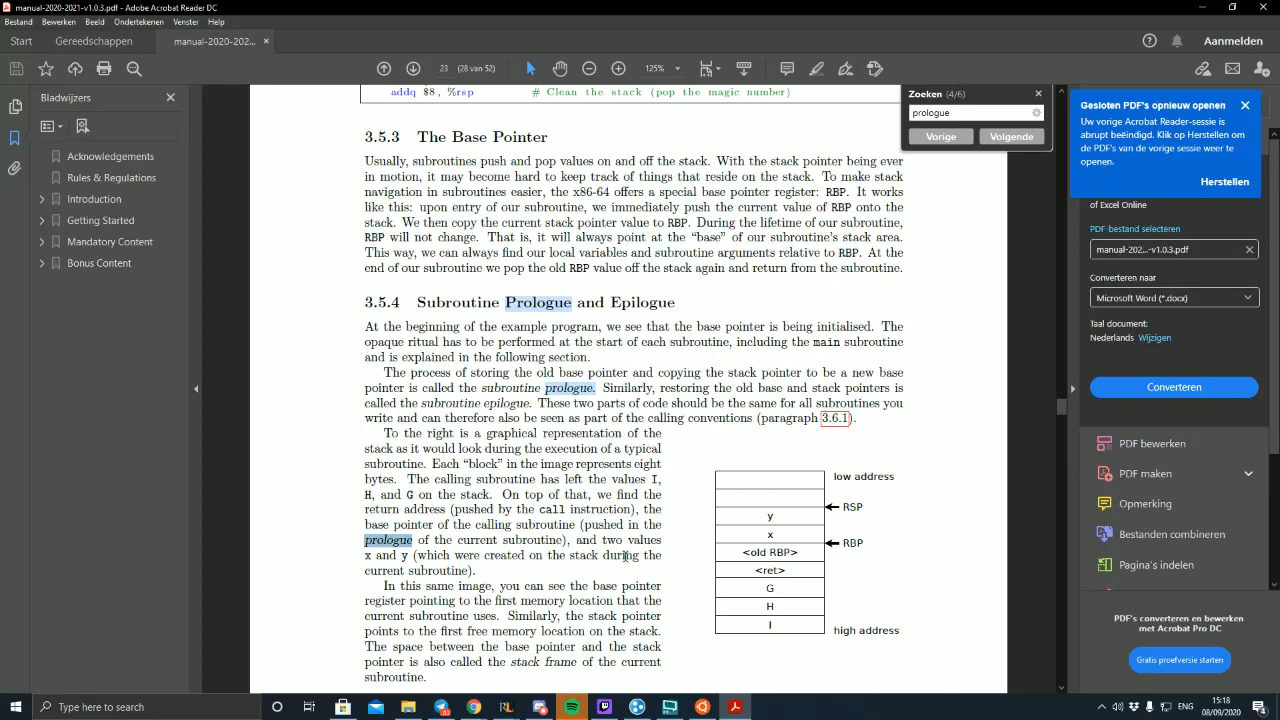 manual-2020-2021-v1.0.3.pdf - Adobe Acrobat Reader DC
Bestand Bewerken Beeld Ondertekenen Venster Help
Start Gereedschappen manual-2020-202... × Aanmelden
23 (28 van 52) 125%
Bladwijzers
Acknowledgements
Rules & Regulations
Introduction
Getting Started
Mandatory Content
Bonus Content
addq $8, %rsp # Clean the stack (pop the magic number)
3.5.3 The Base Pointer
Usually, subroutines push and pop values on and off the stack. With the stack pointer being ever
in motion, it may become hard to keep track of things that reside on the stack. To make stack
navigation in subroutines easier, the x86-64 offers a special base pointer register: RBP. It works
like this: upon entry of our subroutine, we immediately push the current value of RBP onto the
stack. We then copy the current stack pointer value to RBP. During the lifetime of our subroutine,
RBP will not change. That is, it will always point at the “base” of our subroutine's stack area.
This way, we can always find our local variables and subroutine arguments relative to RBP. At the
end of our subroutine we pop the old RBP value off the stack again and return from the subroutine.
3.5.4 Subroutine Prologue and Epilogue
At the beginning of the example program, we see that the base pointer is being initialised. The
opaque ritual has to be performed at the start of each subroutine, including the main subroutine
and is explained in the following section.
The process of storing the old base pointer and copying the stack pointer to be a new base
pointer is called the subroutine prologue. Similarly, restoring the old base and stack pointers is
called the subroutine epilogue. These two parts of code should be the same for all subroutines you
write and can therefore also be seen as part of the calling conventions (paragraph 3.6.1).
To the right is a graphical representation of the
stack as it would look during the execution of a typical
subroutine. Each “block” in the image represents eight
bytes. The calling subroutine has left the values I,
H, and G on the stack. On top of that, we find the
return address (pushed by the call instruction), the
base pointer of the calling subroutine (pushed in the
prologue of the current subroutine), and two values
x and y (which were created on the stack during the
current subroutine).
In this same image, you can see the base pointer
register pointing to the first memory location that the
current subroutine uses. Similarly, the stack pointer
points to the first free memory location on the stack.
The space between the base pointer and the stack
pointer is also called the stack frame of the current
subroutine.
low address
RSP
y
x
RBP
<old RBP>
<ret>
G
H
I
high address
Zoeken (4/6)
prologue
Vorige Volgende
Gesloten PDF's opnieuw openen
Uw vorige Acrobat Reader-sessie is
abrupt beëindigd. Klik op Herstellen om
de PDF's van de vorige sessie weer te
openen.
Herstellen
of Excel Online
PDF-bestand selecteren
manual-202...-v1.0.3.pdf
Converteren naar
Microsoft Word (*.docx)
Taal document:
Nederlands Wijzigen
Converteren
PDF bewerken
PDF maken
Opmerking
Bestanden combineren
Pagina's indelen
PDF's converteren en bewerken
met Acrobat Pro DC
Gratis proefversie starten
Type here to search
ENG
15:18
08/09/2020